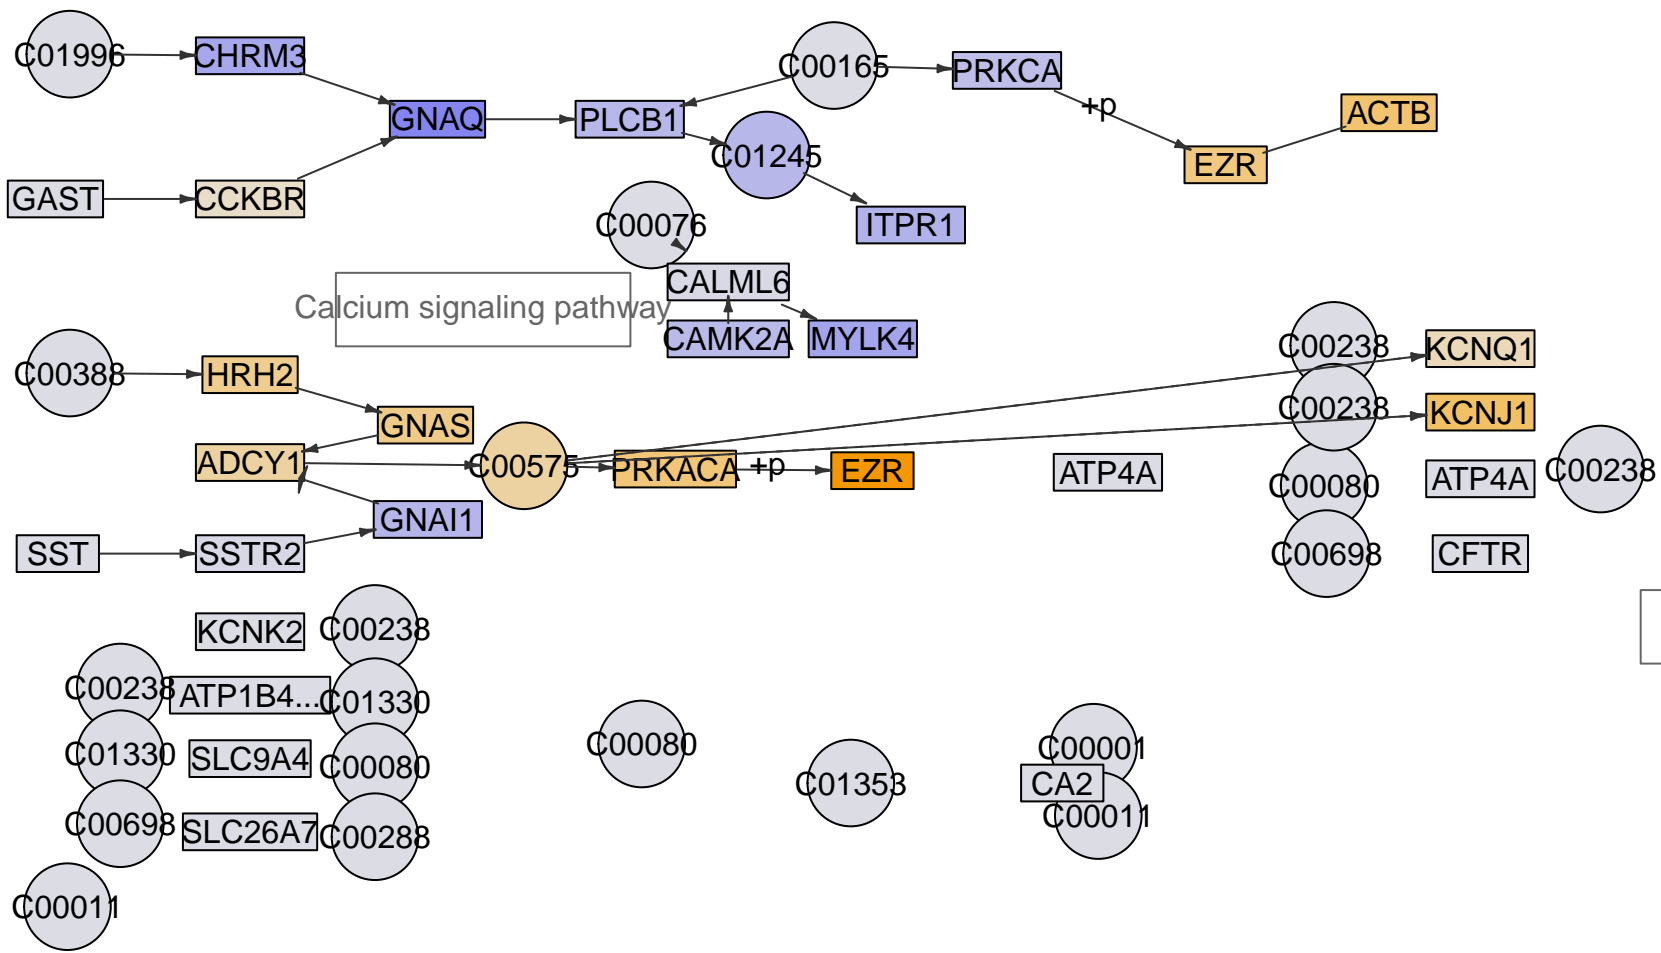 C01996
CHRM3
C00165
PRKCA
+p
ACTB
GNAQ
PLCB1
C01245
EZR
GAST
CCKBR
C00076
ITPR1
CALML6
Calcium signaling pathway
CAMK2A
MYLK4
C00238
KCNQ1
C00388
HRH2
C00238
KCNJ1
GNAS
ADCY1
C00575
PRKACA
+p
EZR
ATP4A
C00080
ATP4A
C00238
GNAI1
SST
SSTR2
C00698
CFTR
KCNK2
C00238
C00238
ATP1B4...
C01330
C01330
SLC9A4
C00080
C00080
C01353
C00001
CA2
C00011
C00698
SLC26A7
C00288
C00011